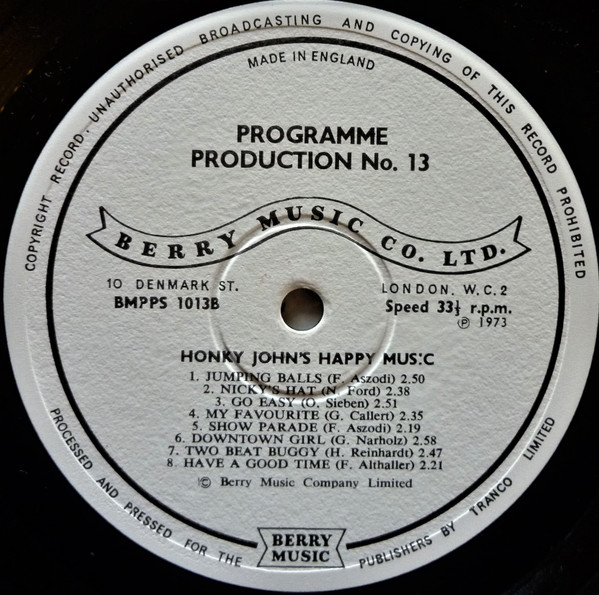 COPYRIGHT RECORD. UNAUTHORISED BROADCASTING AND COPYING OF THIS RECORD PROHIBITED
MADE IN ENGLAND
PROGRAMME
PRODUCTION No. 13
BERRY MUSIC CO. LTD.
10 DENMARK ST. LONDON, W.C.2
BMPPS 1013B Speed 33⅓ r.p.m.
℗ 1973
HONKY JOHN'S HAPPY MUSIC
1. JUMPING BALLS (F. Aszodi) 2.50
2. NICKY'S HAT (N. Ford) 2.38
3. GO EASY (O. Sieben) 2.51
4. MY FAVOURITE (G. Callert) 2.35
5. SHOW PARADE (F. Aszodi) 2.19
6. DOWNTOWN GIRL (G. Narholz) 2.58
7. TWO BEAT BUGGY (H. Reinhardt) 2.47
8 HAVE A GOOD TIME (F. Althaller) 2.21
© Berry Music Company Limited
PROCESSED AND PRESSED FOR THE PUBLISHERS BY TRANCO LIMITED
BERRY
MUSIC